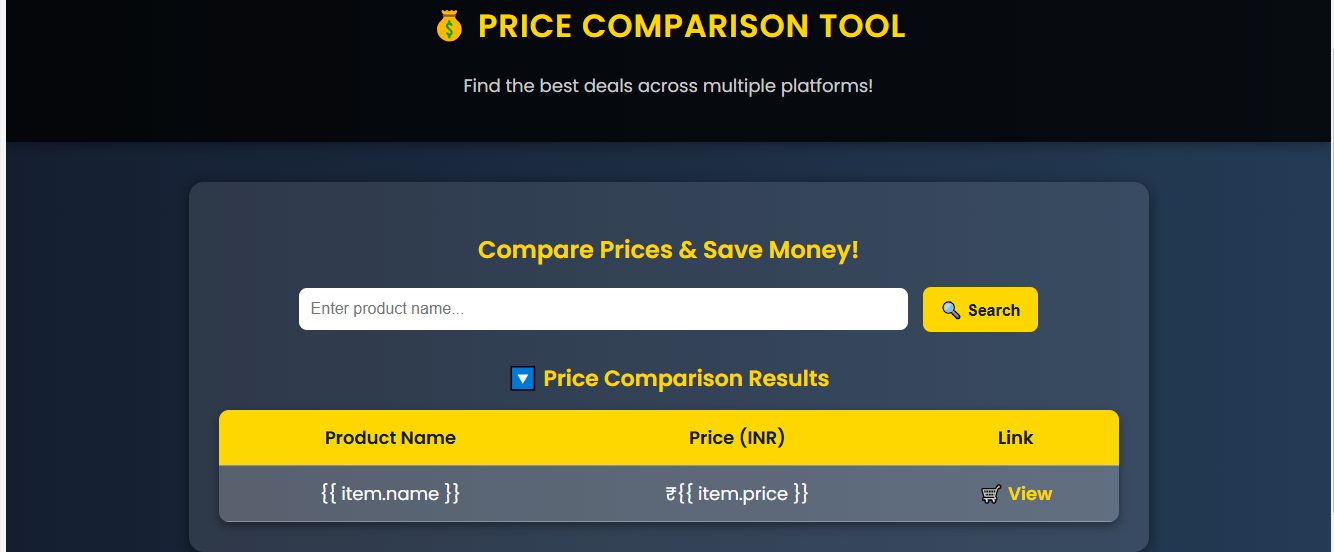 💰 PRICE COMPARISON TOOL
Find the best deals across multiple platforms!
Compare Prices & Save Money!
Enter product name...
🔍 Search
🔽 Price Comparison Results
Product Name Price (INR) Link
{{ item.name }} ₹{{ item.price }} 🛒 View